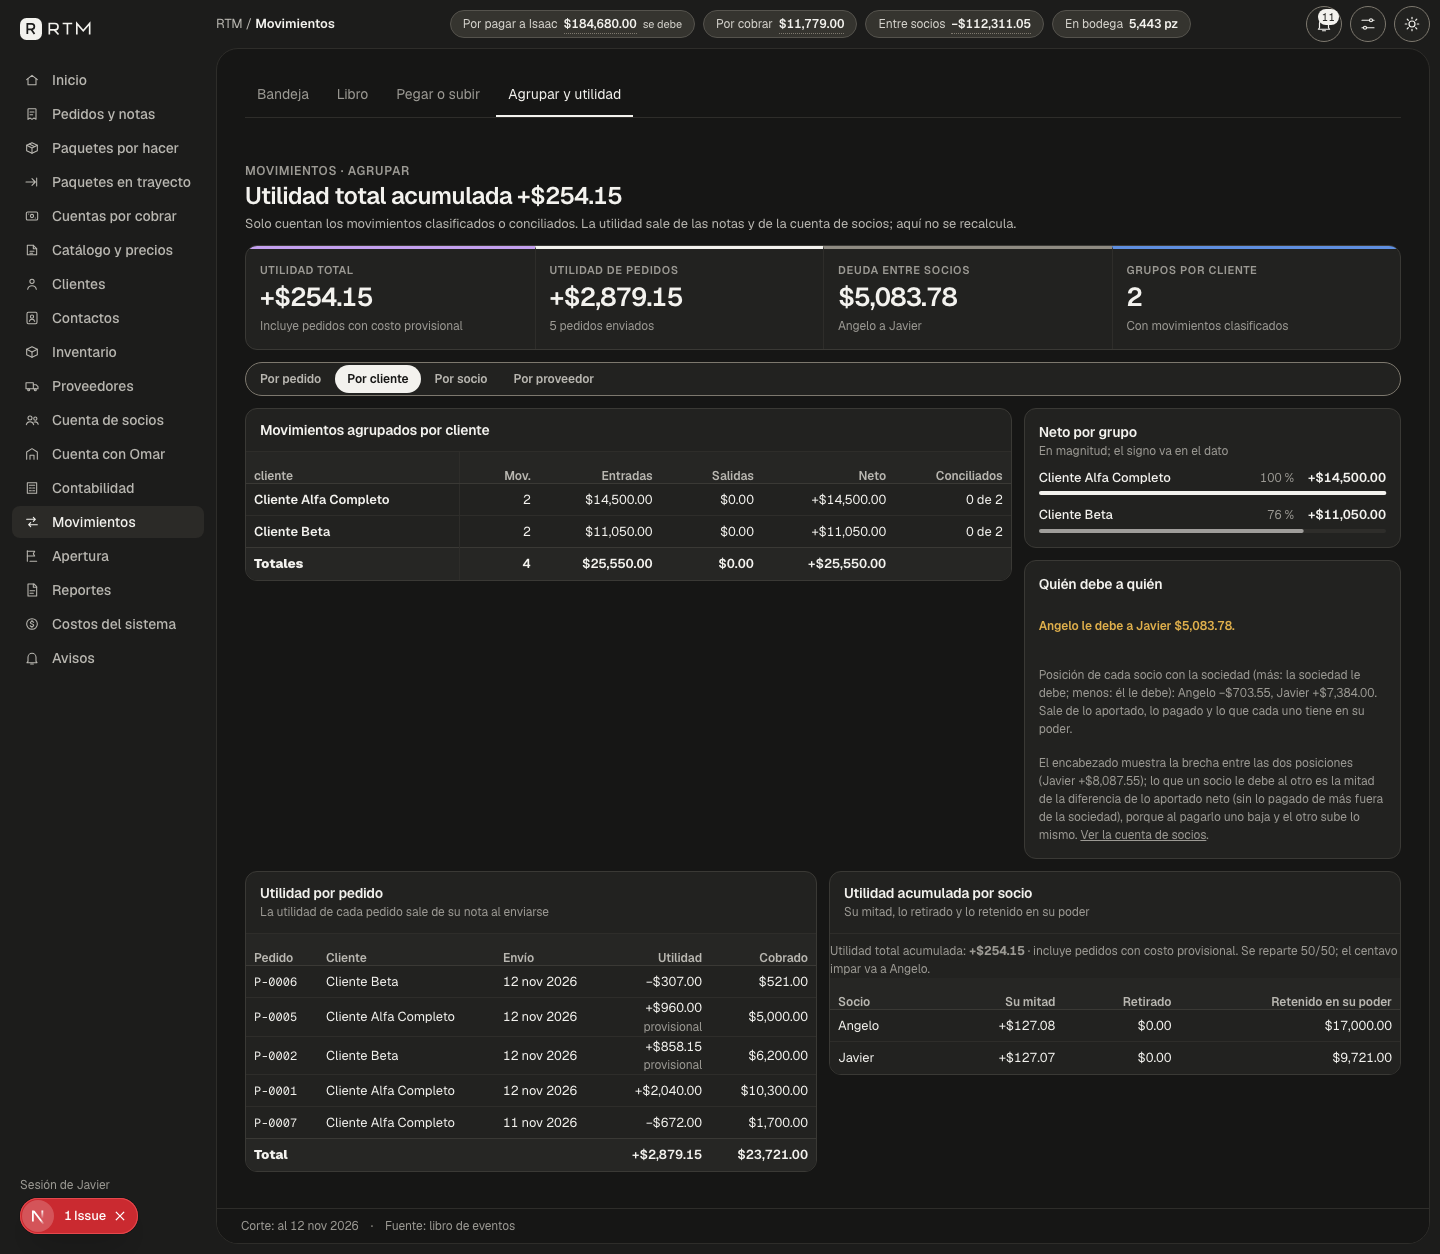 R RTM
RTM / Movimientos
Por pagar a Isaac $184,680.00 se debe
Por cobrar $11,779.00
Entre socios −$112,311.05
En bodega 5,443 pz
11
Inicio
Pedidos y notas
Paquetes por hacer
Paquetes en trayecto
Cuentas por cobrar
Catálogo y precios
Clientes
Contactos
Inventario
Proveedores
Cuenta de socios
Cuenta con Omar
Contabilidad
Movimientos
Apertura
Reportes
Costos del sistema
Avisos
Sesión de Javier
N 1 Issue
Bandeja Libro Pegar o subir Agrupar y utilidad
MOVIMIENTOS · AGRUPAR
Utilidad total acumulada +$254.15
Solo cuentan los movimientos clasificados o conciliados. La utilidad sale de las notas y de la cuenta de socios; aquí no se recalcula.
UTILIDAD TOTAL
+$254.15
Incluye pedidos con costo provisional
UTILIDAD DE PEDIDOS
+$2,879.15
5 pedidos enviados
DEUDA ENTRE SOCIOS
$5,083.78
Angelo a Javier
GRUPOS POR CLIENTE
2
Con movimientos clasificados
Por pedido Por cliente Por socio Por proveedor
Movimientos agrupados por cliente
cliente Mov. Entradas Salidas Neto Conciliados
Cliente Alfa Completo 2 $14,500.00 $0.00 +$14,500.00 0 de 2
Cliente Beta 2 $11,050.00 $0.00 +$11,050.00 0 de 2
Totales 4 $25,550.00 $0.00 +$25,550.00
Neto por grupo
En magnitud; el signo va en el dato
Cliente Alfa Completo 100 % +$14,500.00
Cliente Beta 76 % +$11,050.00
Quién debe a quién
Angelo le debe a Javier $5,083.78.
Posición de cada socio con la sociedad (más: la sociedad le
debe; menos: él le debe): Angelo −$703.55, Javier +$7,384.00.
Sale de lo aportado, lo pagado y lo que cada uno tiene en su
poder.
El encabezado muestra la brecha entre las dos posiciones
(Javier +$8,087.55); lo que un socio le debe al otro es la mitad
de la diferencia de lo aportado neto (sin lo pagado de más fuera
de la sociedad), porque al pagarlo uno baja y el otro sube lo
mismo. Ver la cuenta de socios.
Utilidad por pedido
La utilidad de cada pedido sale de su nota al enviarse
Pedido Cliente Envío Utilidad Cobrado
P-0006 Cliente Beta 12 nov 2026 −$307.00 $521.00
P-0005 Cliente Alfa Completo 12 nov 2026 +$960.00 provisional $5,000.00
P-0002 Cliente Beta 12 nov 2026 +$858.15 provisional $6,200.00
P-0001 Cliente Alfa Completo 12 nov 2026 +$2,040.00 $10,300.00
P-0007 Cliente Alfa Completo 11 nov 2026 −$672.00 $1,700.00
Total +$2,879.15 $23,721.00
Utilidad acumulada por socio
Su mitad, lo retirado y lo retenido en su poder
Utilidad total acumulada: +$254.15 · incluye pedidos con costo provisional. Se reparte 50/50; el centavo
impar va a Angelo.
Socio Su mitad Retirado Retenido en su poder
Angelo +$127.08 $0.00 $17,000.00
Javier +$127.07 $0.00 $9,721.00
Corte: al 12 nov 2026 · Fuente: libro de eventos